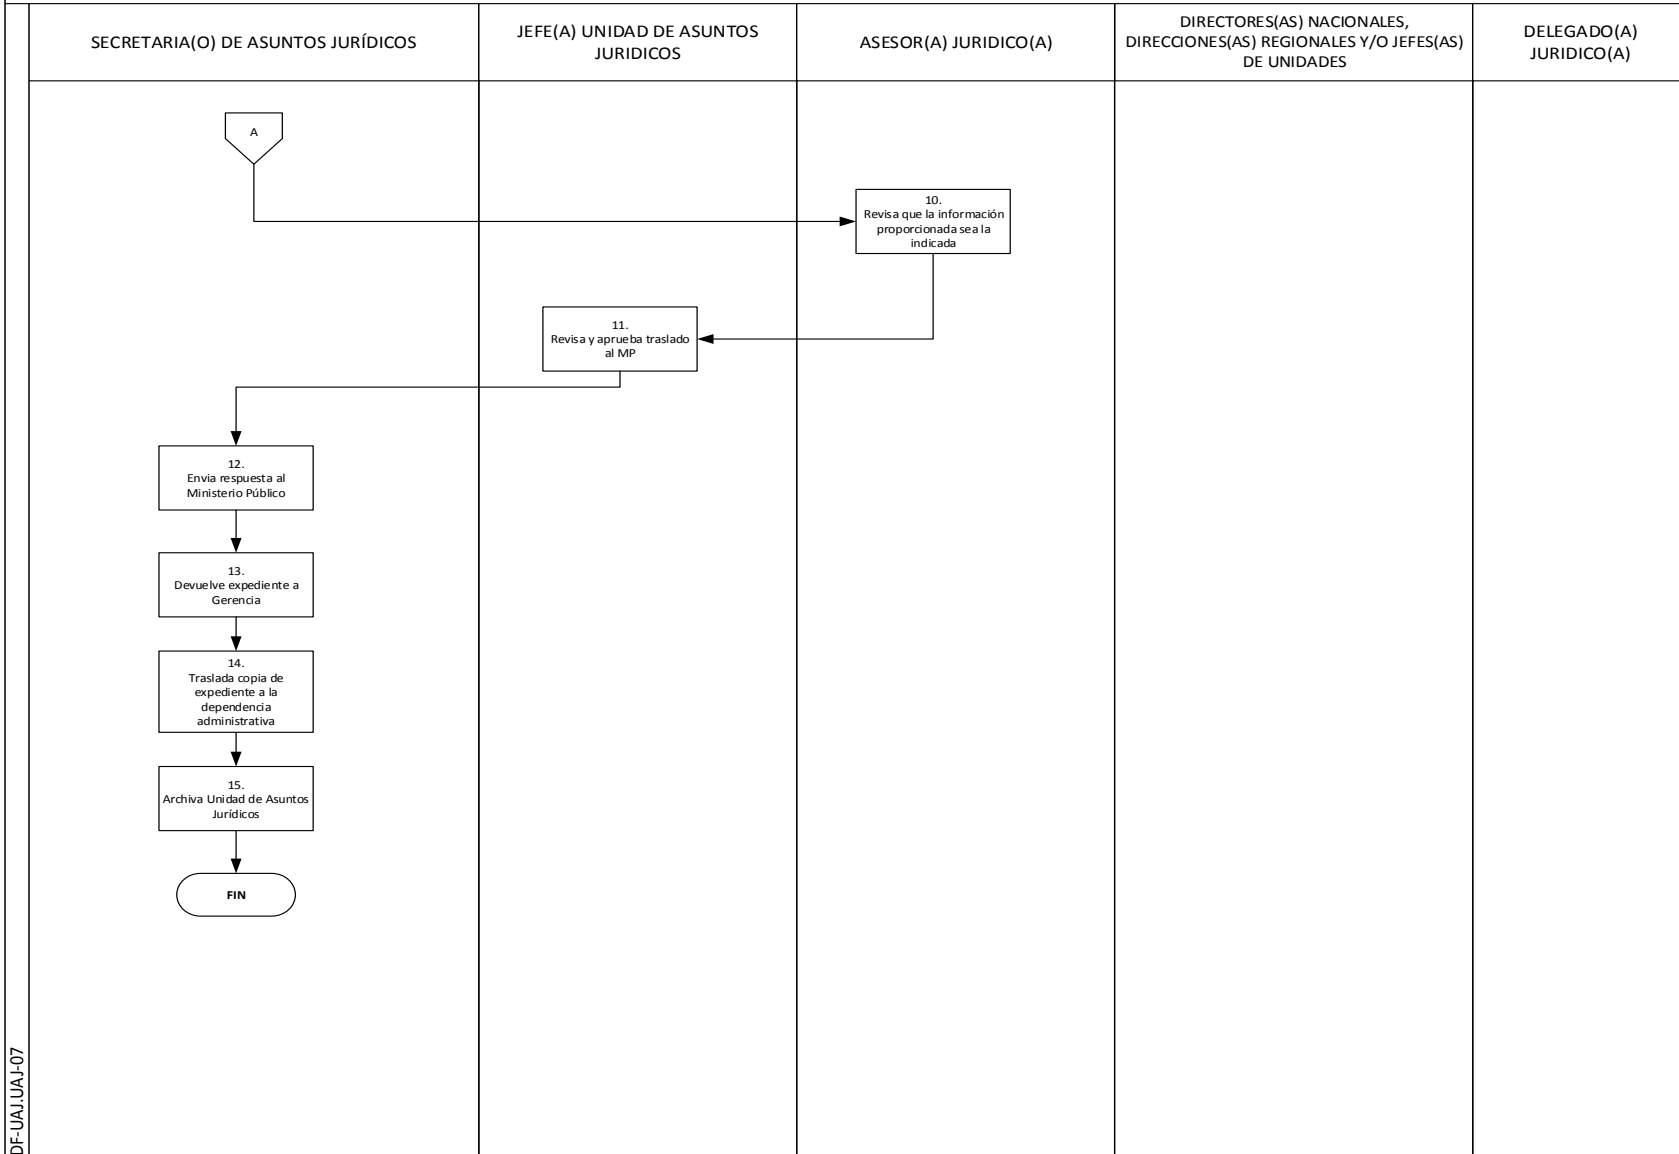 SECRETARIA(O) DE ASUNTOS JURÍDICOS
JEFE(A) UNIDAD DE ASUNTOS
JURIDICOS
ASESOR(A) JURIDICO(A)
DIRECTORES(AS) NACIONALES,
DIRECCIONES(AS) REGIONALES Y/O JEFES(AS)
DE UNIDADES
DELEGADO(A)
JURIDICO(A)
A
10.
Revisa que la información
proporcionada sea la
indicada
11.
Revisa y aprueba traslado
al MP
12.
Envia respuesta al
Ministerio Público
13.
Devuelve expediente a
Gerencia
14.
Traslada copia de
expediente a la
dependencia
administrativa
15.
Archiva Unidad de Asuntos
Jurídicos
FIN
DF-UAJ.UAJ-07